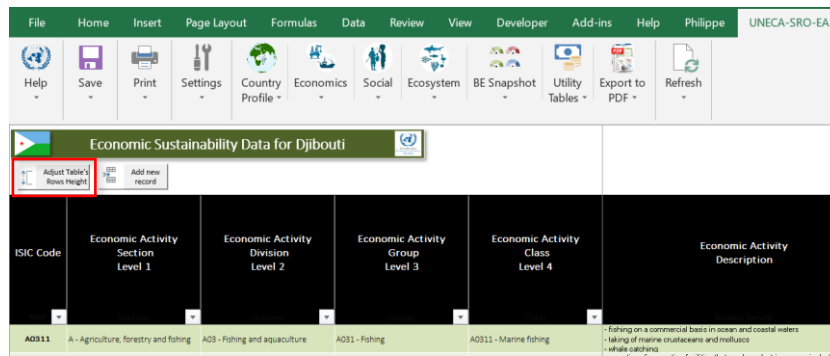 File Home Insert Page Layout Formulas Data Review View Developer Add-ins Help Philippe UNECA-SRO-EA
Help Save Print Settings Country Profile Economics Social Ecosystem BE Snapshot Utility Tables Export to PDF Refresh
Economic Sustainability Data for Djibouti
Adjust Table's Rows Height
Add new record
ISIC Code
Economic Activity
Section
Level 1
Economic Activity
Division
Level 2
Economic Activity
Group
Level 3
Economic Activity
Class
Level 4
Economic Activity
Description
A0311 A - Agriculture, forestry and fishing A03 - Fishing and aquaculture A031 - Fishing A0311 - Marine fishing
- fishing on a commercial basis in ocean and coastal waters
- taking of marine crustaceans and molluscs
- whale catching